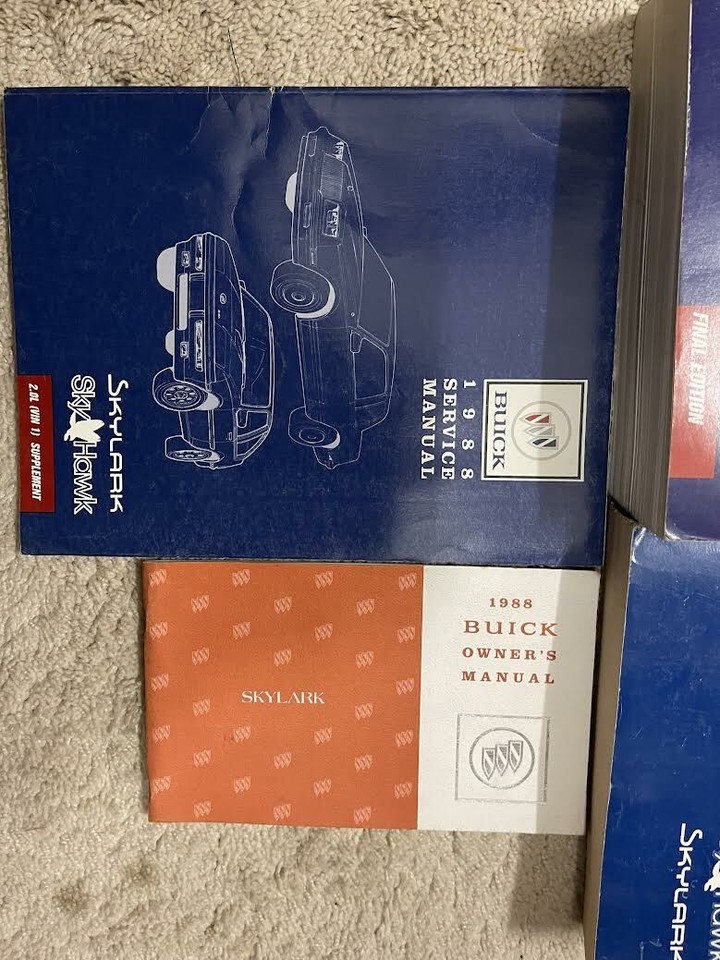 BUICK
1988
SERVICE
MANUAL
SKYLARK
SkyHawk
2.0L (VIN 1) SUPPLEMENT
1988
BUICK
OWNER'S
MANUAL
SKYLARK
FINAL EDITION
SKYLARK